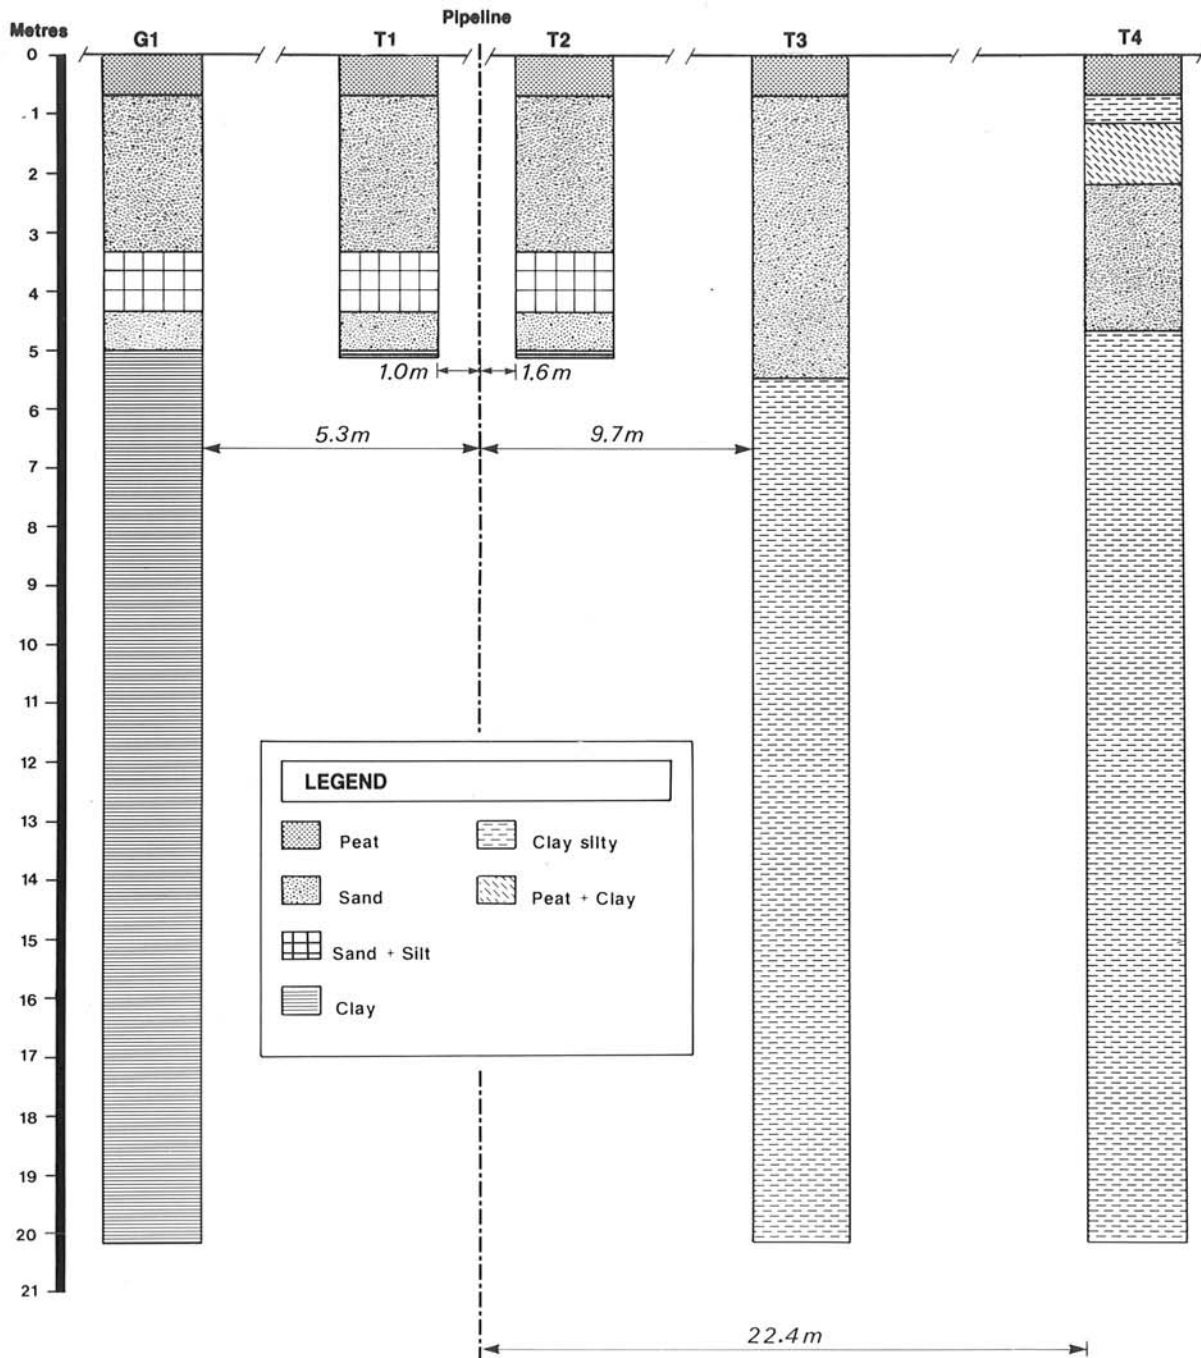 Pipeline
Metres G1 T1 T2 T3 T4
0
1
2
3
4
5
1.0m 1.6m
6
5.3m 9.7m
7
8
9
10
11
12
LEGEND
13
Peat Clay silty
14
Sand Peat + Clay
15
Sand + Silt
16
Clay
17
18
19
20
21
22.4m